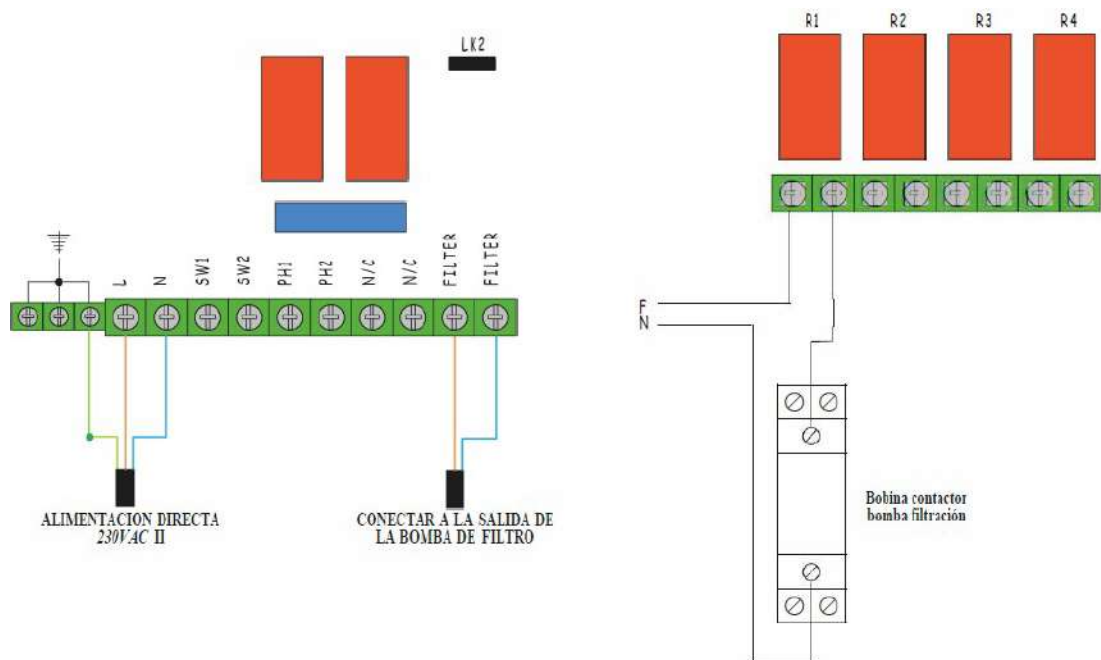 LK2
L
N
SW1
SW2
PH1
PH2
N/C
N/C
FILTER
FILTER
ALIMENTACION DIRECTA
230VAC II
CONECTAR A LA SALIDA DE
LA BOMBA DE FILTRO
R1
R2
R3
R4
F
N
Bobina contactor
bomba filtración